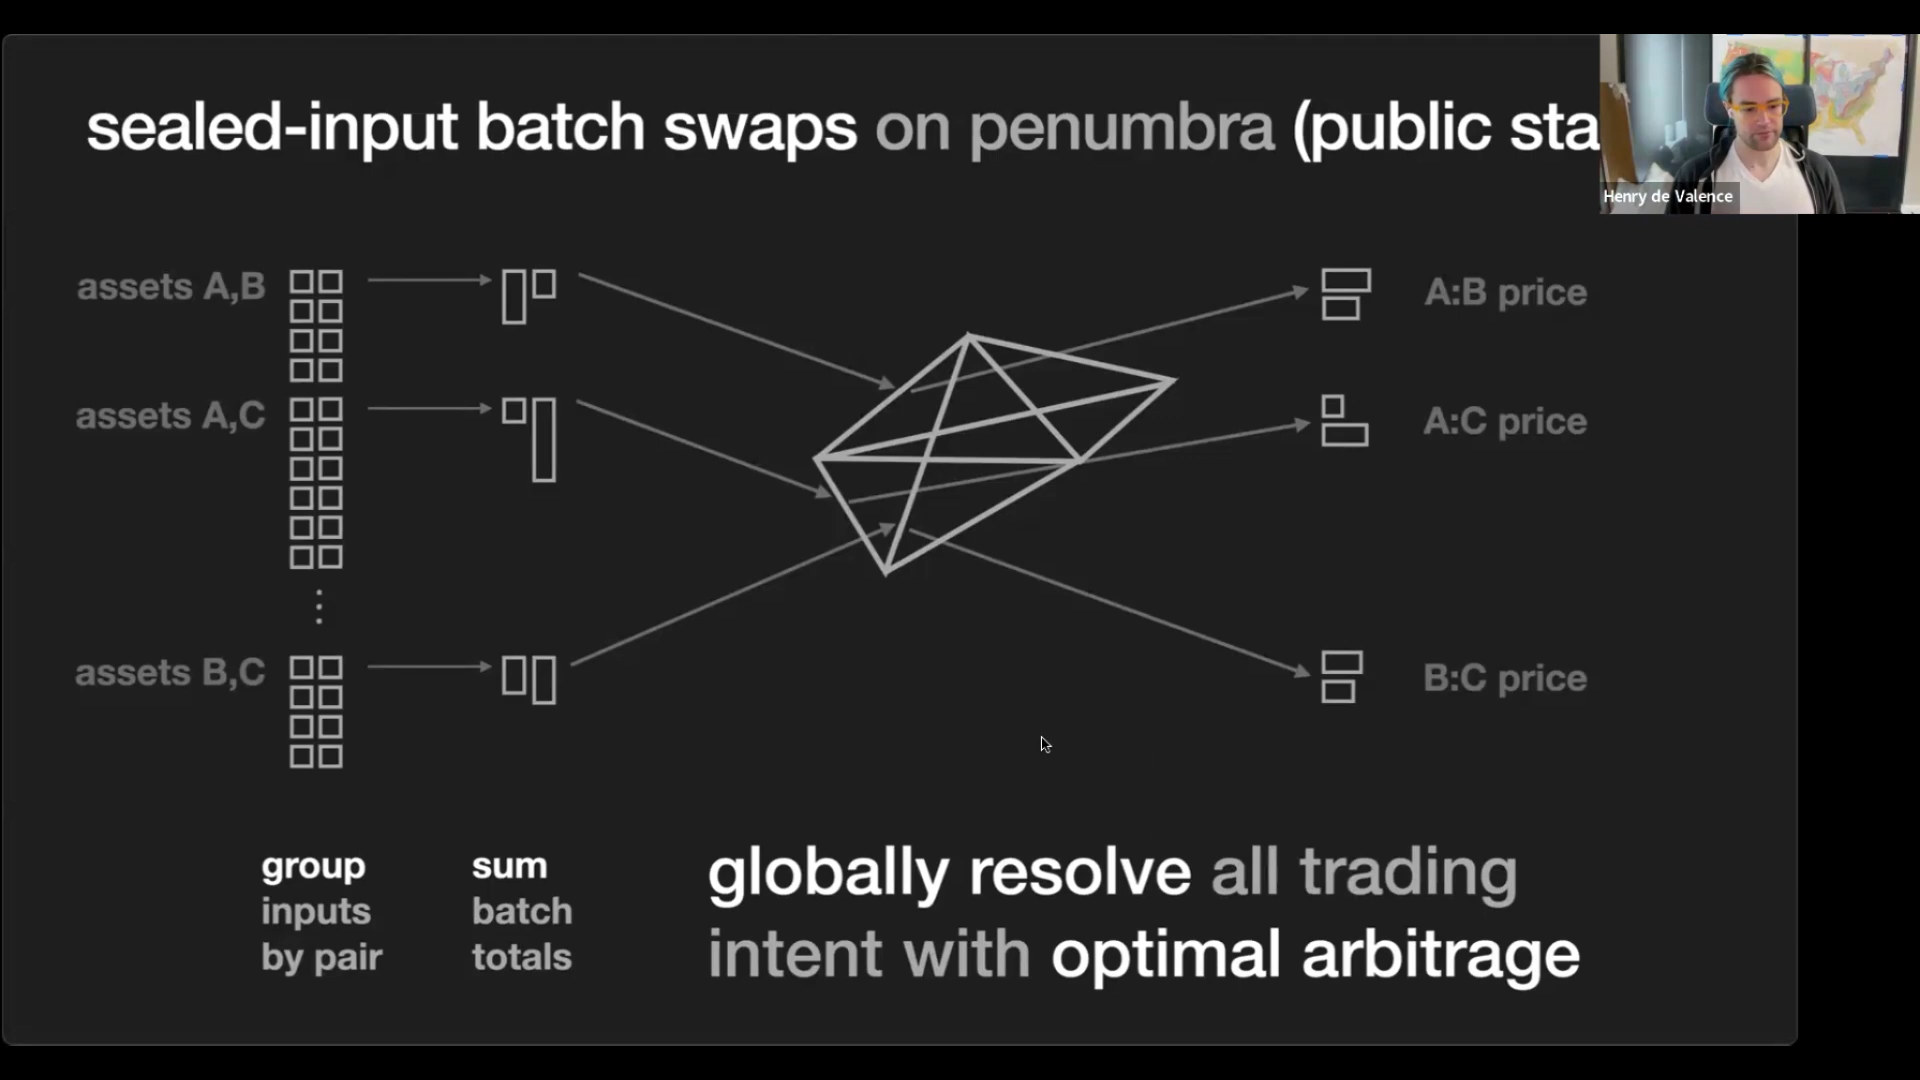 sealed-input batch swaps on penumbra (public sta
Henry de Valence
assets A,B
A:B price
assets A,C
A:C price
assets B,C
B:C price
group
inputs
by pair
sum
batch
totals
globally resolve all trading
intent with optimal arbitrage